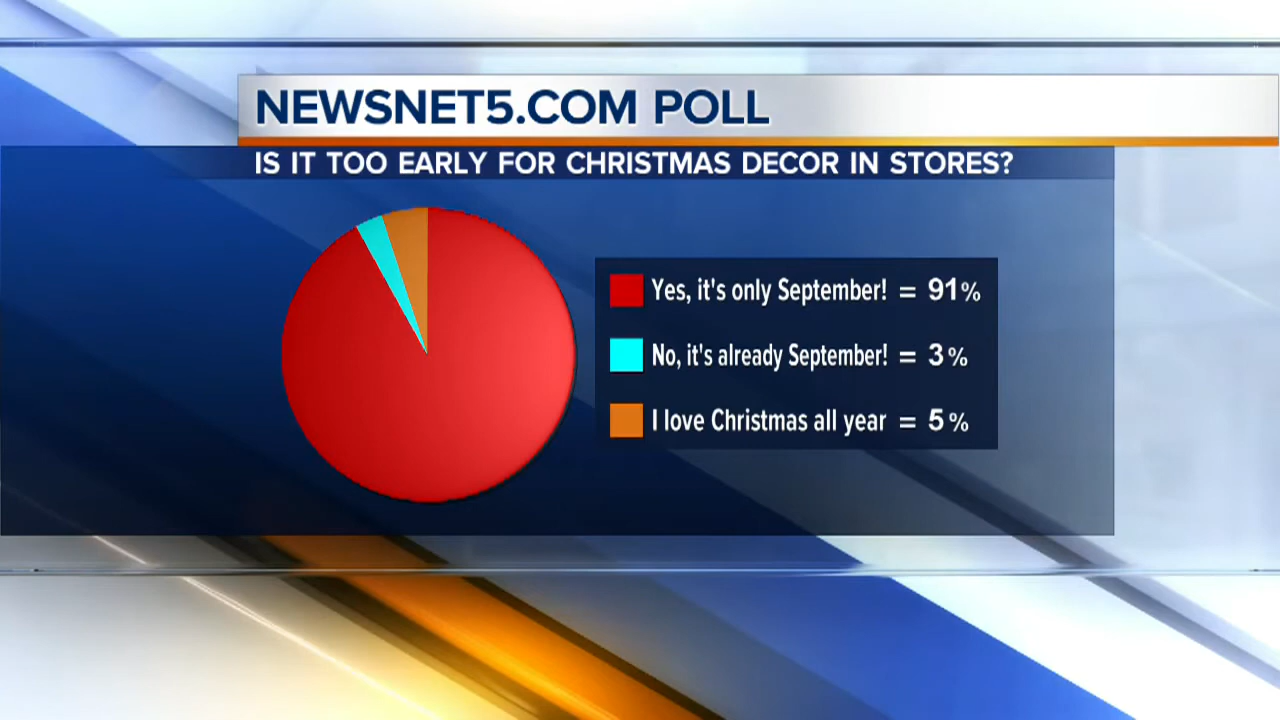 NEWSNET5.COM POLL
IS IT TOO EARLY FOR CHRISTMAS DECOR IN STORES?
Yes, it's only September! = 91%
No, it's already September! = 3%
I love Christmas all year = 5%